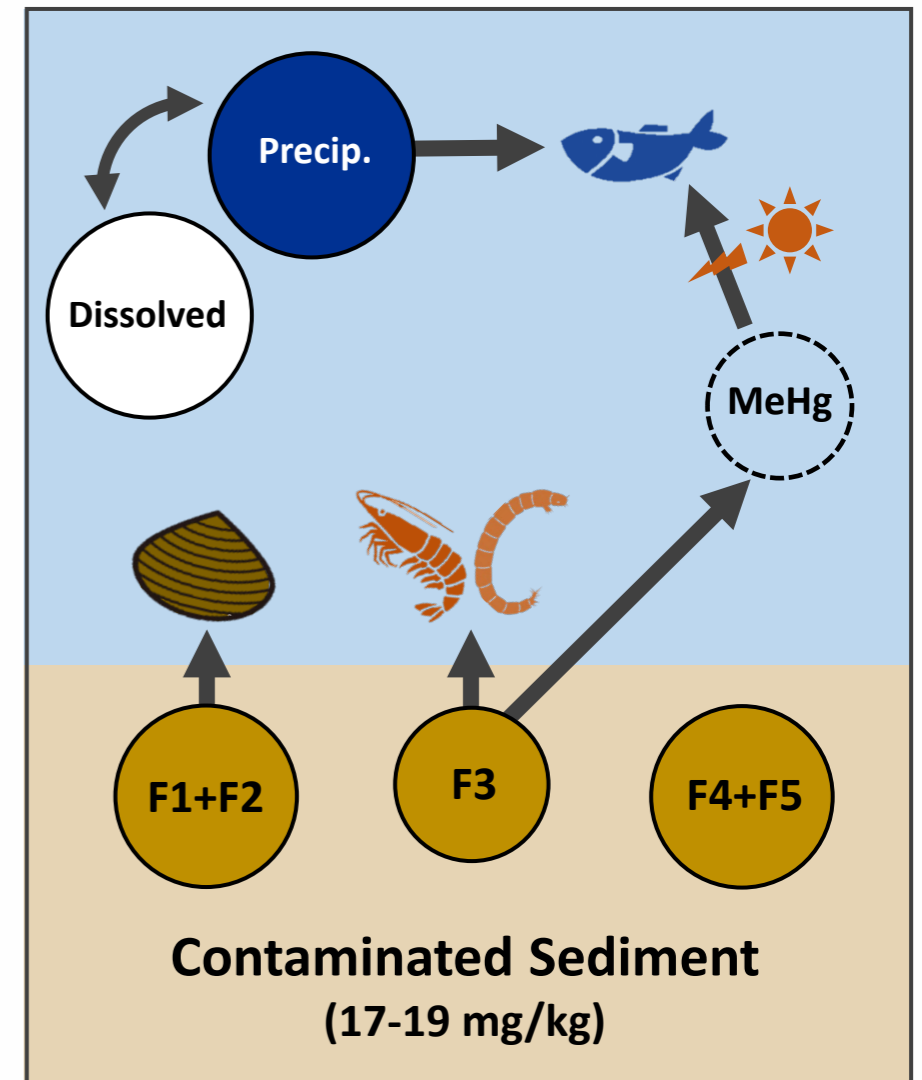 Precip.
Dissolved
MeHg
F1+F2
F3
F4+F5
Contaminated Sediment
(17-19 mg/kg)